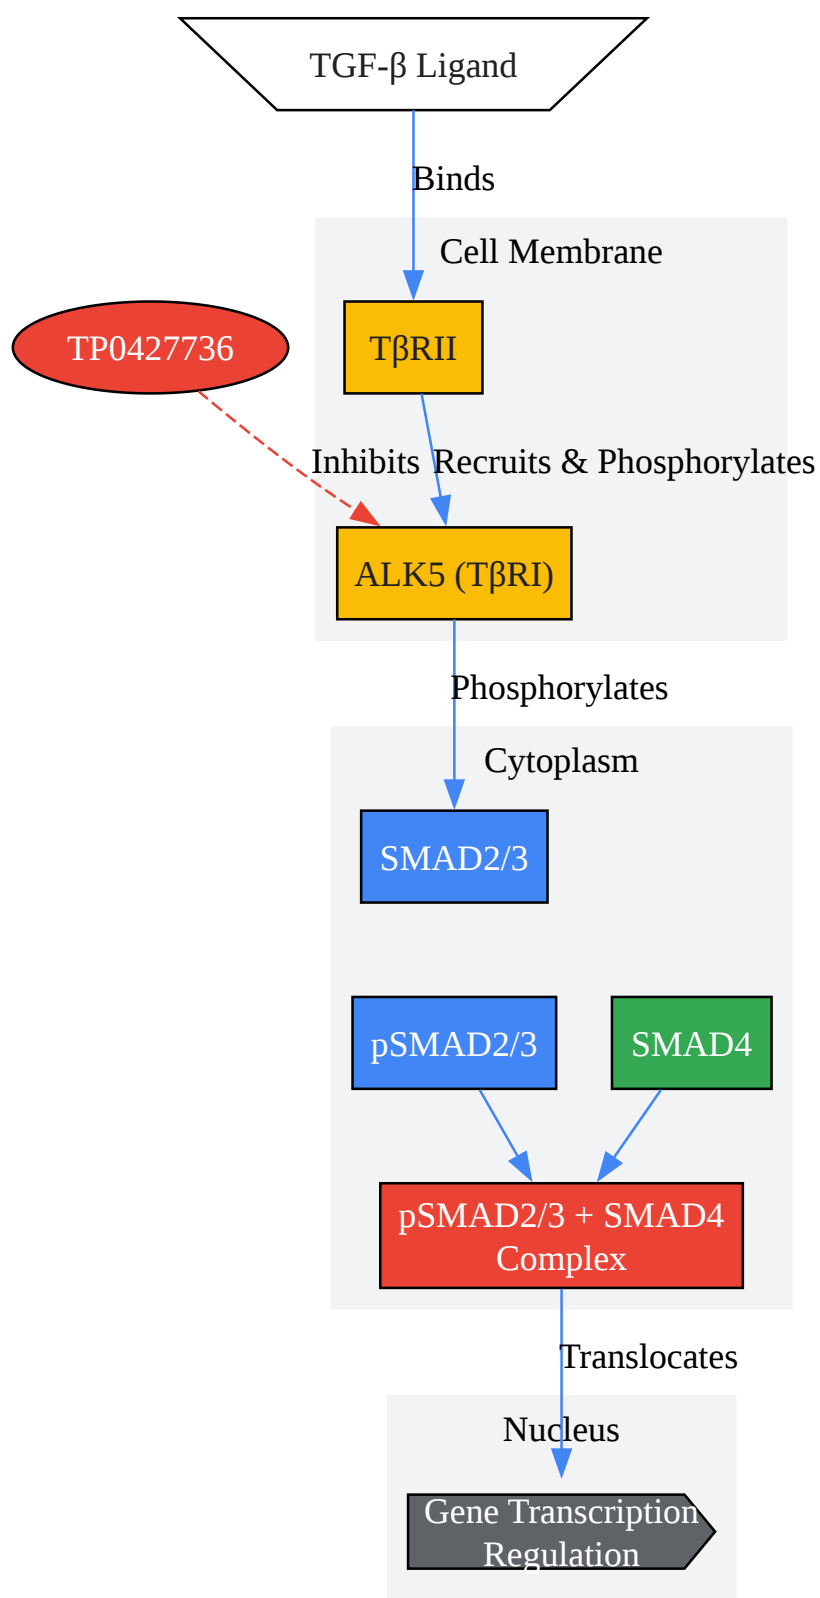 TGF-β Ligand
Binds
Cell Membrane
TP0427736
TβRII
Inhibits
Recruits & Phosphorylates
ALK5 (TβRI)
Phosphorylates
Cytoplasm
SMAD2/3
pSMAD2/3
SMAD4
pSMAD2/3 + SMAD4
Complex
Translocates
Nucleus
Gene Transcription
Regulation